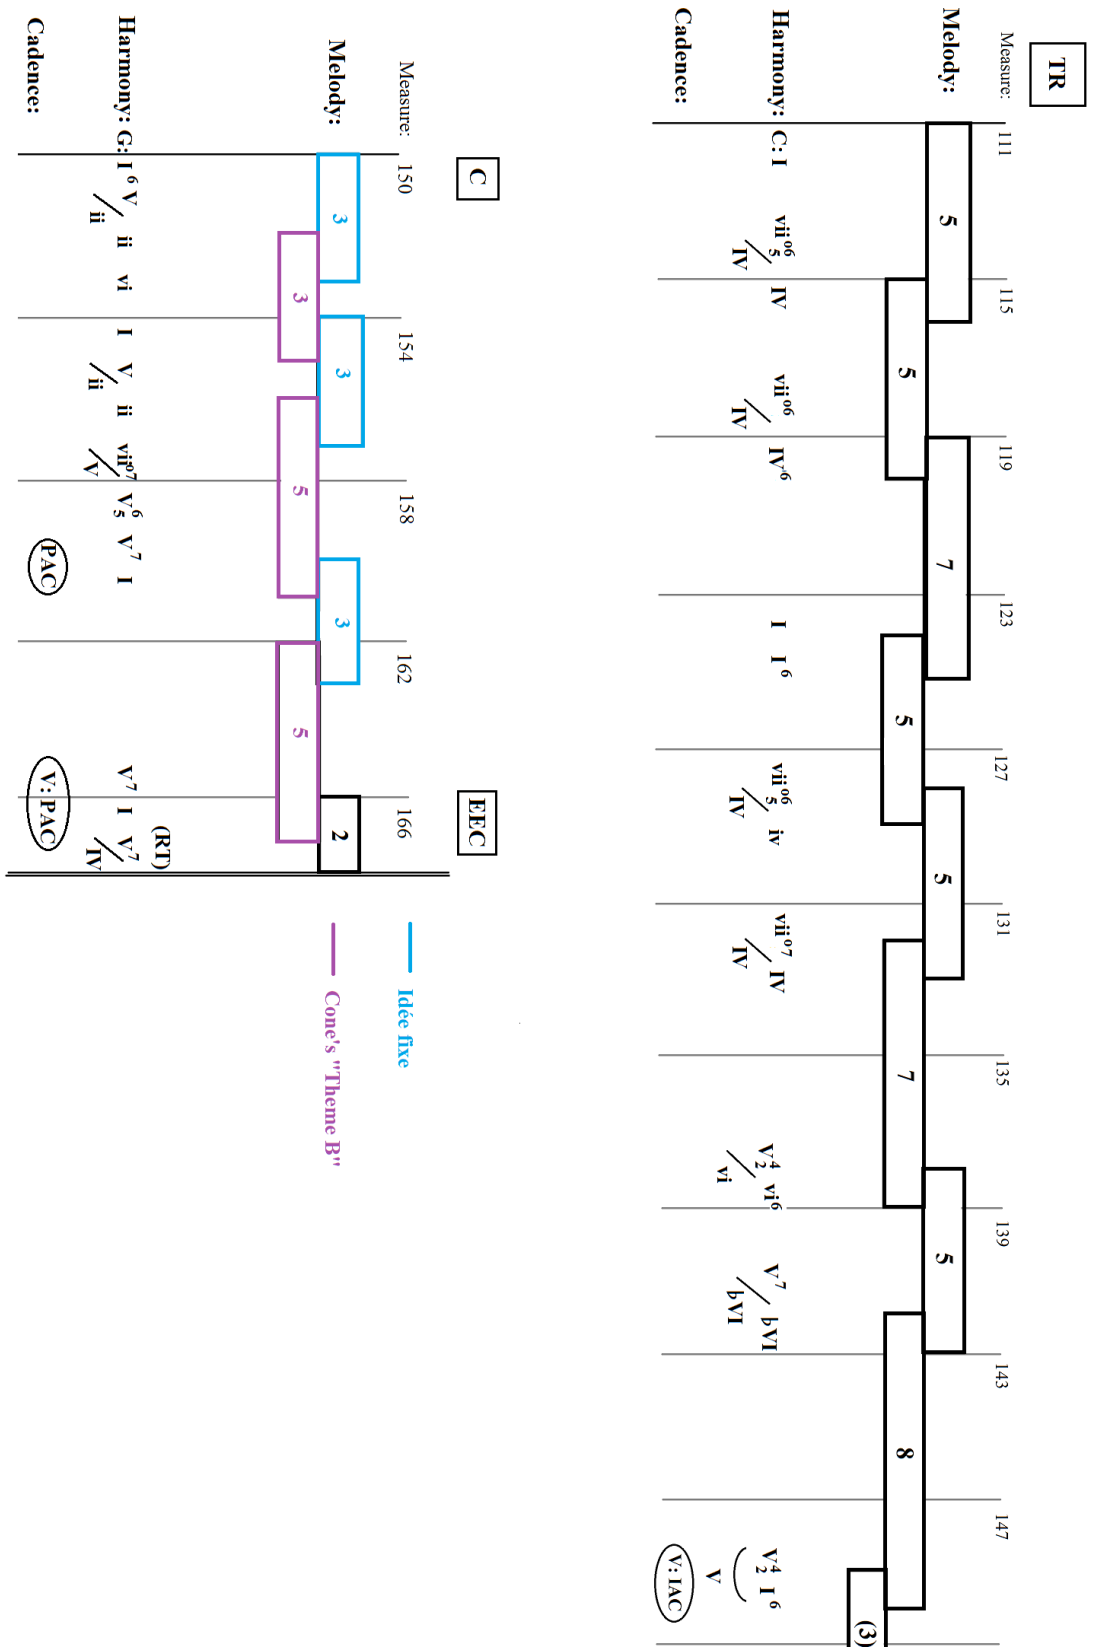 TR
Measure: 111 115 119 123 127 131 135 139 143 147
Melody: 5 5 7 5 5 7 5 8 (3)
Harmony: C: I vii°6/5/IV IV vii°6/IV IV6 I I6 vii°6/5/IV iv vii°7/IV IV V4/2/vi vi6 V7/♭VI ♭VI V4/2 I6 V
Cadence: V: IAC
C EEC
Measure: 150 154 158 162 166
Melody: 3 3 3 5 3 5 2
(RT)
Harmony: G: I6 V/ii ii vi I V/ii ii vii°7/V V6/5 V7 I V7 I V7/IV
Cadence: PAC V: PAC
Idée fixe
Cone's "Theme B"